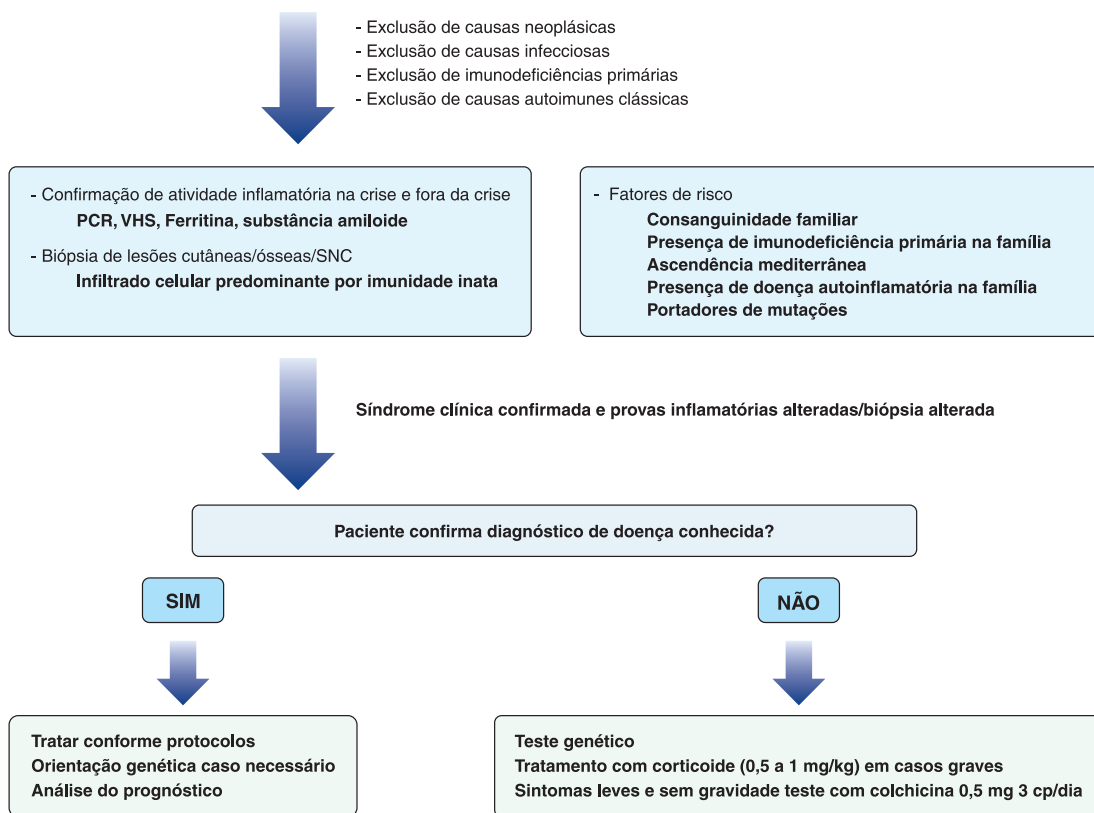 - Exclusão de causas neoplásicas
- Exclusão de causas infecciosas
- Exclusão de imunodeficiências primárias
- Exclusão de causas autoimunes clássicas
- Confirmação de atividade inflamatória na crise e fora da crise
PCR, VHS, Ferritina, substância amiloide
- Biópsia de lesões cutâneas/ósseas/SNC
Infiltrado celular predominante por imunidade inata
- Fatores de risco
Consanguinidade familiar
Presença de imunodeficiência primária na família
Ascendência mediterrânea
Presença de doença autoinflamatória na família
Portadores de mutações
Síndrome clínica confirmada e provas inflamatórias alteradas/biópsia alterada
Paciente confirma diagnóstico de doença conhecida?
SIM
NÃO
Tratar conforme protocolos
Orientação genética caso necessário
Análise do prognóstico
Teste genético
Tratamento com corticoide (0,5 a 1 mg/kg) em casos graves
Sintomas leves e sem gravidade teste com colchicina 0,5 mg 3 cp/dia